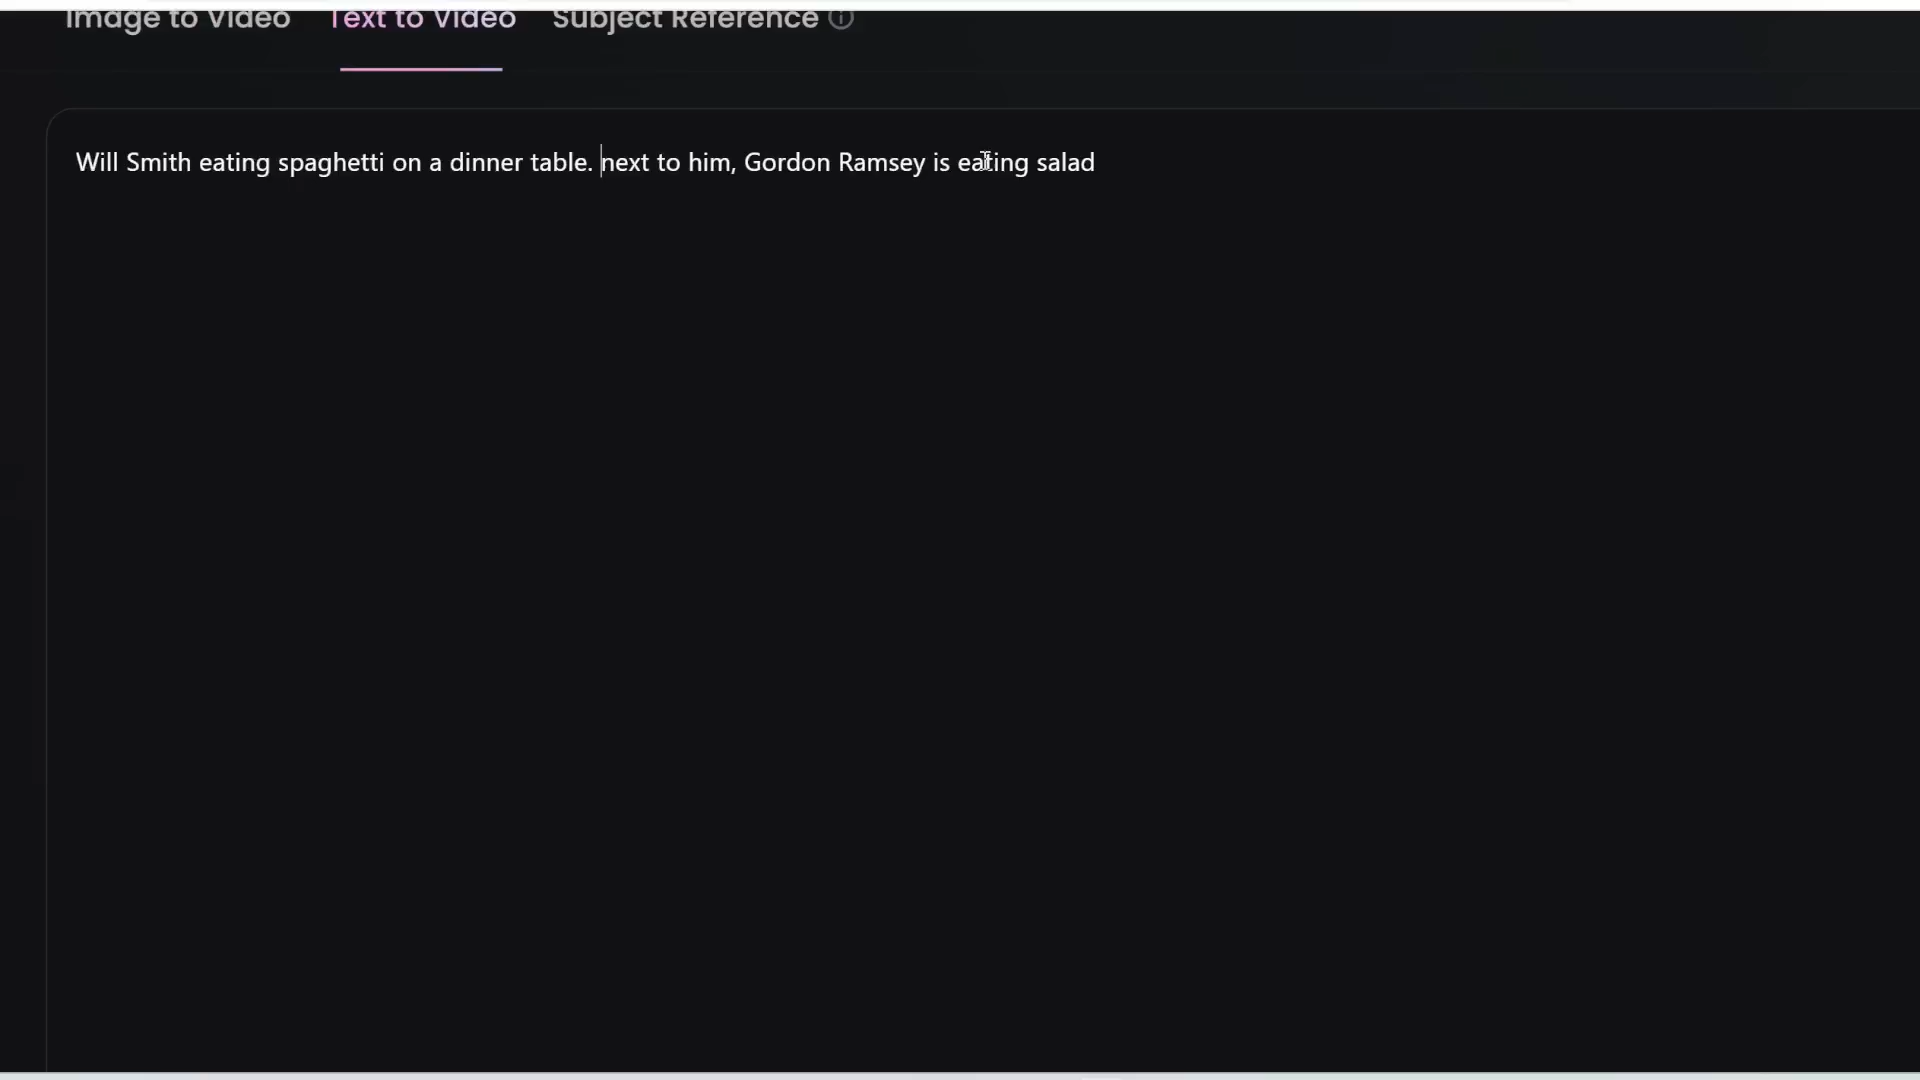 Image to Video Text to Video Subject Reference
Will Smith eating spaghetti on a dinner table. next to him, Gordon Ramsey is eating salad